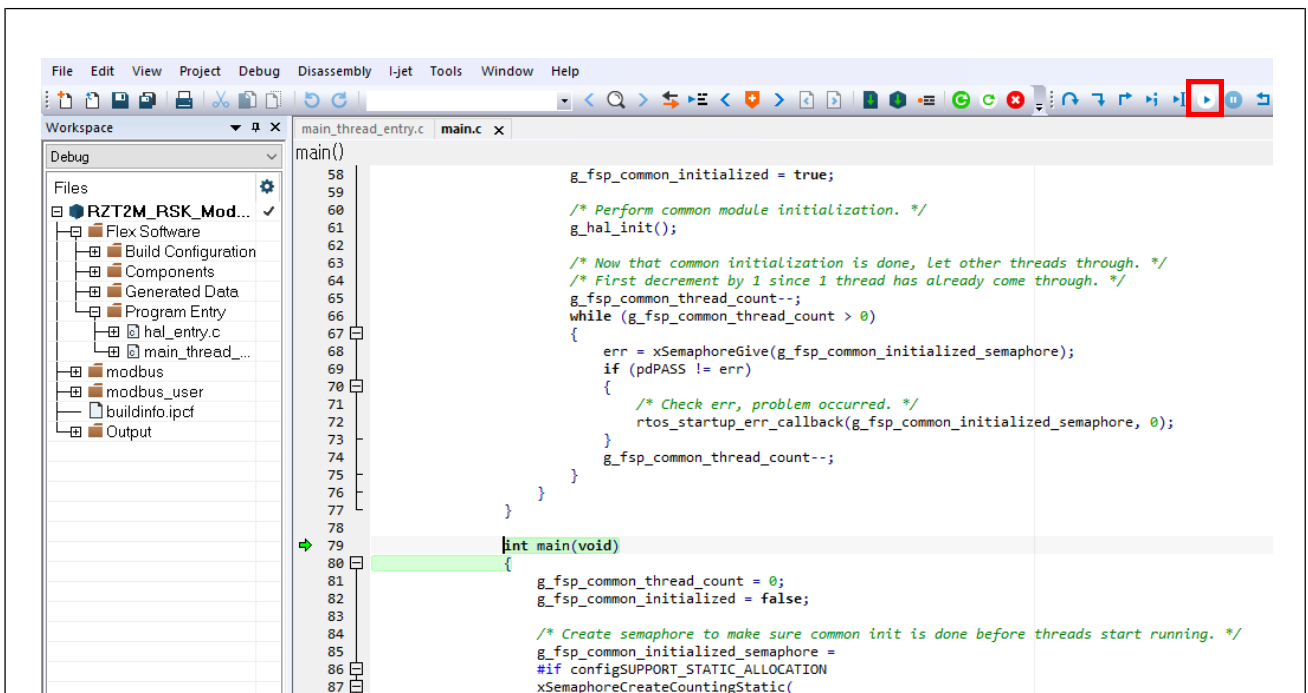 File Edit View Project Debug Disassembly I-jet Tools Window Help
Workspace
main_thread_entry.c main.c
Debug
main()
Files
RZT2M_RSK_Mod...
Flex Software
Build Configuration
Components
Generated Data
Program Entry
hal_entry.c
main_thread_...
modbus
modbus_user
buildinfo.ipcf
Output
58 g_fsp_common_initialized = true;
59
60 /* Perform common module initialization. */
61 g_hal_init();
62
63 /* Now that common initialization is done, let other threads through. */
64 /* First decrement by 1 since 1 thread has already come through. */
65 g_fsp_common_thread_count--;
66 while (g_fsp_common_thread_count > 0)
67 {
68 err = xSemaphoreGive(g_fsp_common_initialized_semaphore);
69 if (pdPASS != err)
70 {
71 /* Check err, problem occurred. */
72 rtos_startup_err_callback(g_fsp_common_initialized_semaphore, 0);
73 }
74 g_fsp_common_thread_count--;
75 }
76 }
77 }
78
79 int main(void)
80 {
81 g_fsp_common_thread_count = 0;
82 g_fsp_common_initialized = false;
83
84 /* Create semaphore to make sure common init is done before threads start running. */
85 g_fsp_common_initialized_semaphore =
86 #if configSUPPORT_STATIC_ALLOCATION
87 xSemaphoreCreateCountingStatic(